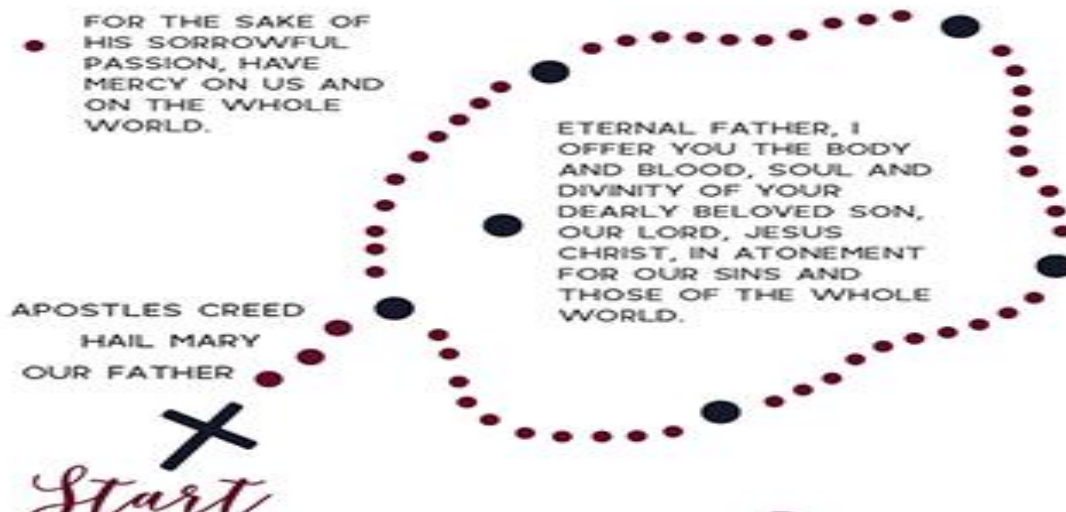 FOR THE SAKE OF
HIS SORROWFUL
PASSION, HAVE
MERCY ON US AND
ON THE WHOLE
WORLD.
ETERNAL FATHER, I
OFFER YOU THE BODY
AND BLOOD, SOUL AND
DIVINITY OF YOUR
DEARLY BELOVED SON,
OUR LORD, JESUS
CHRIST, IN ATONEMENT
FOR OUR SINS AND
THOSE OF THE WHOLE
WORLD.
APOSTLES CREED
HAIL MARY
OUR FATHER
Start